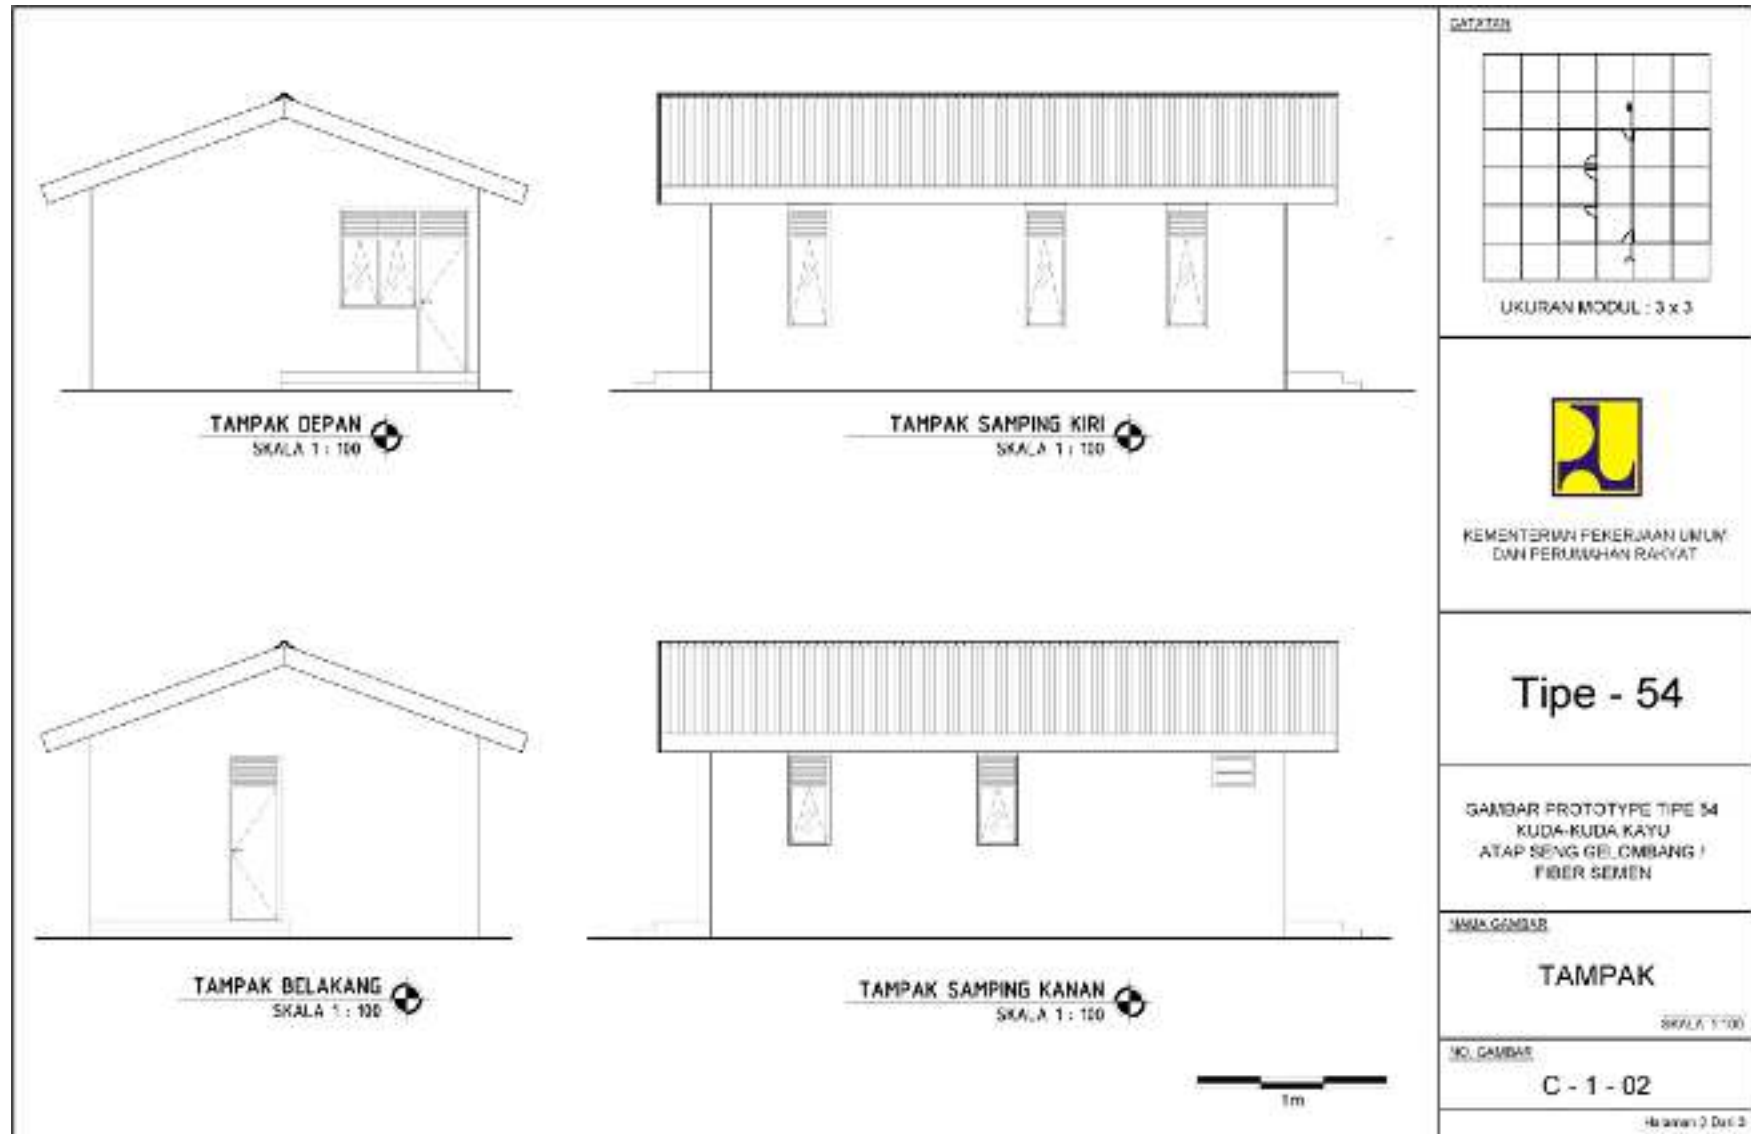 TAMPAK DEPAN
SKALA 1 : 100
TAMPAK SAMPING KIRI
SKALA 1 : 100
TAMPAK BELAKANG
SKALA 1 : 100
TAMPAK SAMPING KANAN
SKALA 1 : 100
1m
CATATAN
UKURAN MODUL : 3 x 3
KEMENTERIAN PEKERJAAN UMUM
DAN PERUMAHAN RAKYAT
Tipe - 54
GAMBAR PROTOTYPE TIPE 54
KUDA-KUDA KAYU
ATAP SENG GELOMBANG /
FIBER SEMEN
NAMA GAMBAR
TAMPAK
SKALA 1:100
NO. GAMBAR
C - 1 - 02
Halaman Dari